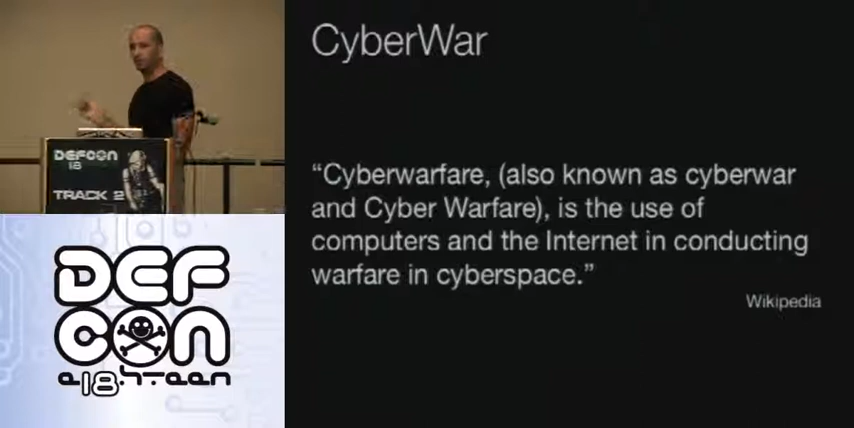 CyberWar
“Cyberwarfare, (also known as cyberwar
and Cyber Warfare), is the use of
computers and the Internet in conducting
warfare in cyberspace.”
Wikipedia
DEFCON
18
TRACK 2
DEF
CON
e18hteen